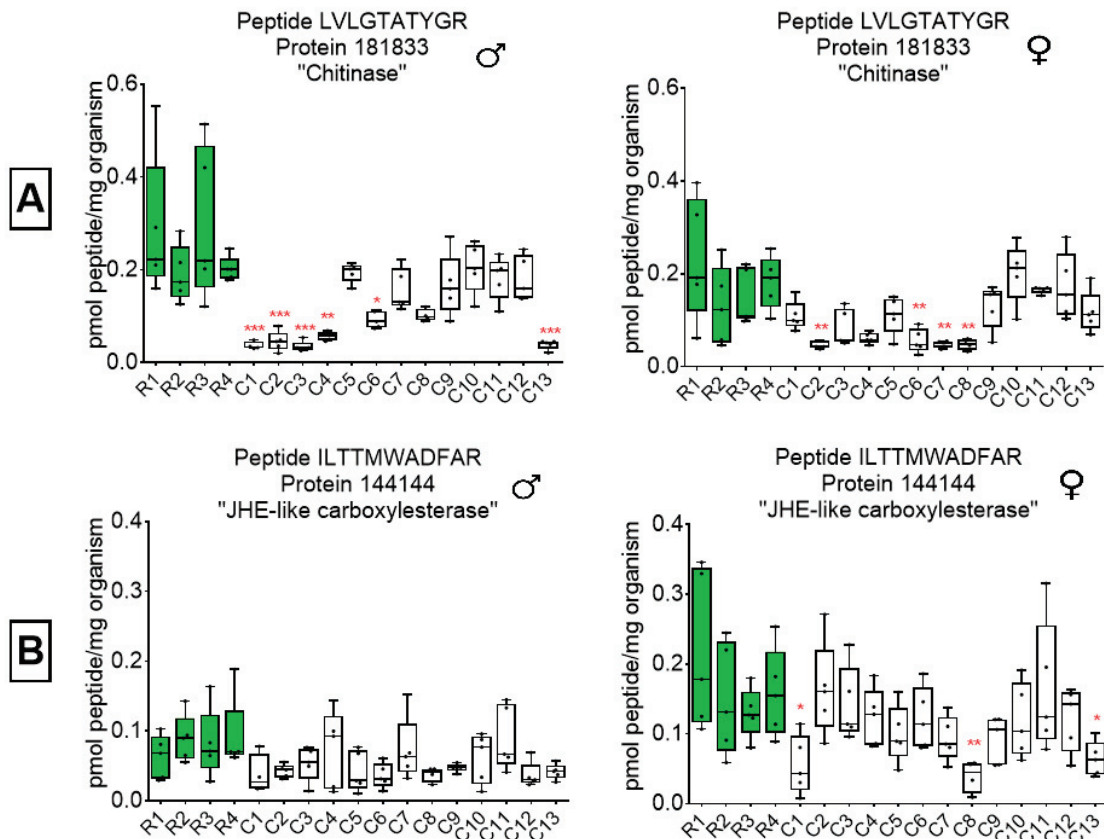 Peptide LVLGTATYGR
Protein 181833
"Chitinase" ♂
Peptide LVLGTATYGR
Protein 181833
"Chitinase" ♀
A
pmol peptide/mg organism
0.6
0.4
0.2
0.0
*** *** *** ** * ***
R1 R2 R3 R4 C1 C2 C3 C4 C5 C6 C7 C8 C9 C10 C11 C12 C13
pmol peptide/mg organism
0.6
0.4
0.2
0.0
** ** ** **
R1 R2 R3 R4 C1 C2 C3 C4 C5 C6 C7 C8 C9 C10 C11 C12 C13
Peptide ILTTMWADFAR
Protein 144144
"JHE-like carboxylesterase" ♂
Peptide ILTTMWADFAR
Protein 144144
"JHE-like carboxylesterase" ♀
B
pmol peptide/mg organism
0.4
0.3
0.2
0.1
0.0
R1 R2 R3 R4 C1 C2 C3 C4 C5 C6 C7 C8 C9 C10 C11 C12 C13
pmol peptide/mg organism
0.4
0.3
0.2
0.1
0.0
* ** *
R1 R2 R3 R4 C1 C2 C3 C4 C5 C6 C7 C8 C9 C10 C11 C12 C13